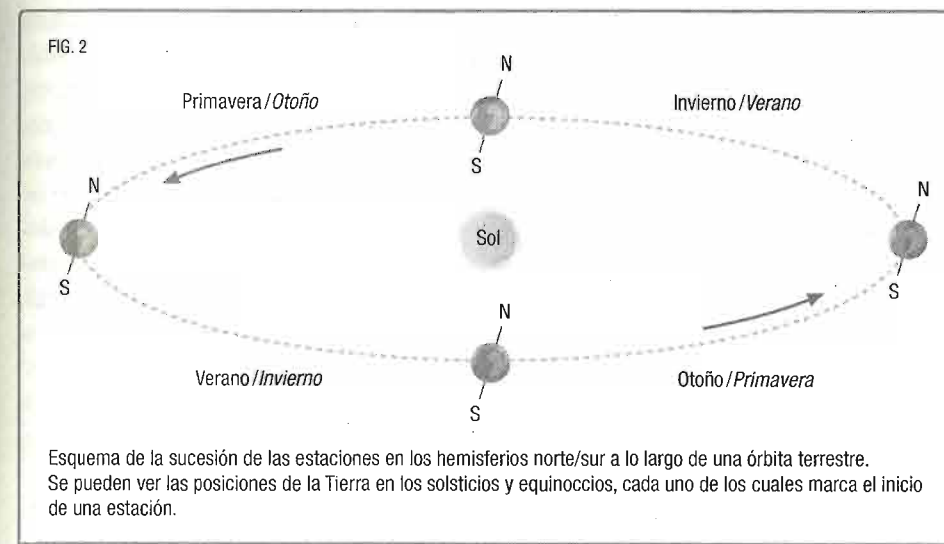 FIG. 2
N
Primavera/Otoño
Invierno/Verano
S
N
N
Sol
S
S
N
Verano/Invierno
Otoño/Primavera
S
Esquema de la sucesión de las estaciones en los hemisferios norte/sur a lo largo de una órbita terrestre.
Se pueden ver las posiciones de la Tierra en los solsticios y equinoccios, cada uno de los cuales marca el inicio
de una estación.